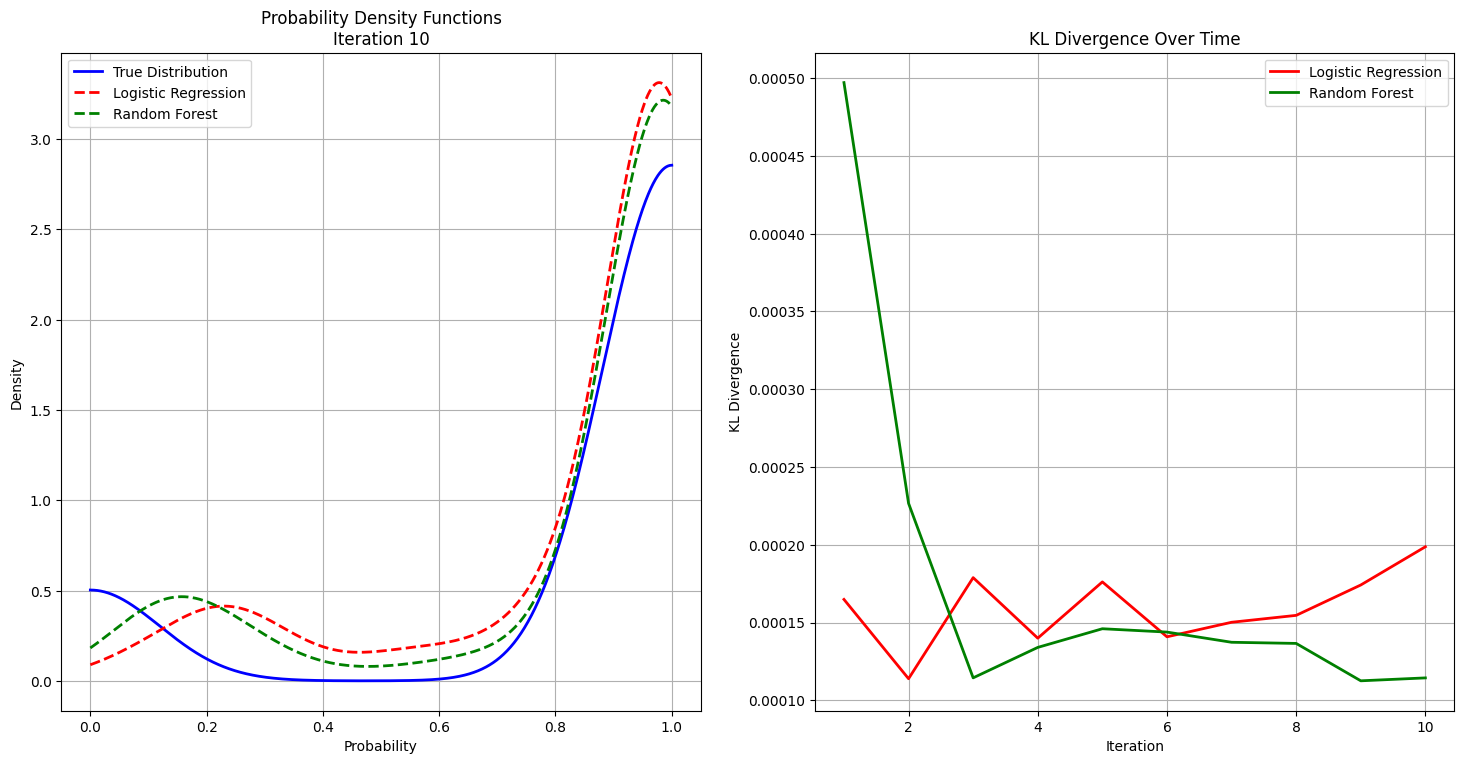 Probability Density Functions
Iteration 10
True Distribution
Logistic Regression
Random Forest
Density
3.0
2.5
2.0
1.5
1.0
0.5
0.0
0.0 0.2 0.4 0.6 0.8 1.0
Probability
KL Divergence Over Time
Logistic Regression
Random Forest
KL Divergence
0.00050
0.00045
0.00040
0.00035
0.00030
0.00025
0.00020
0.00015
0.00010
2 4 6 8 10
Iteration